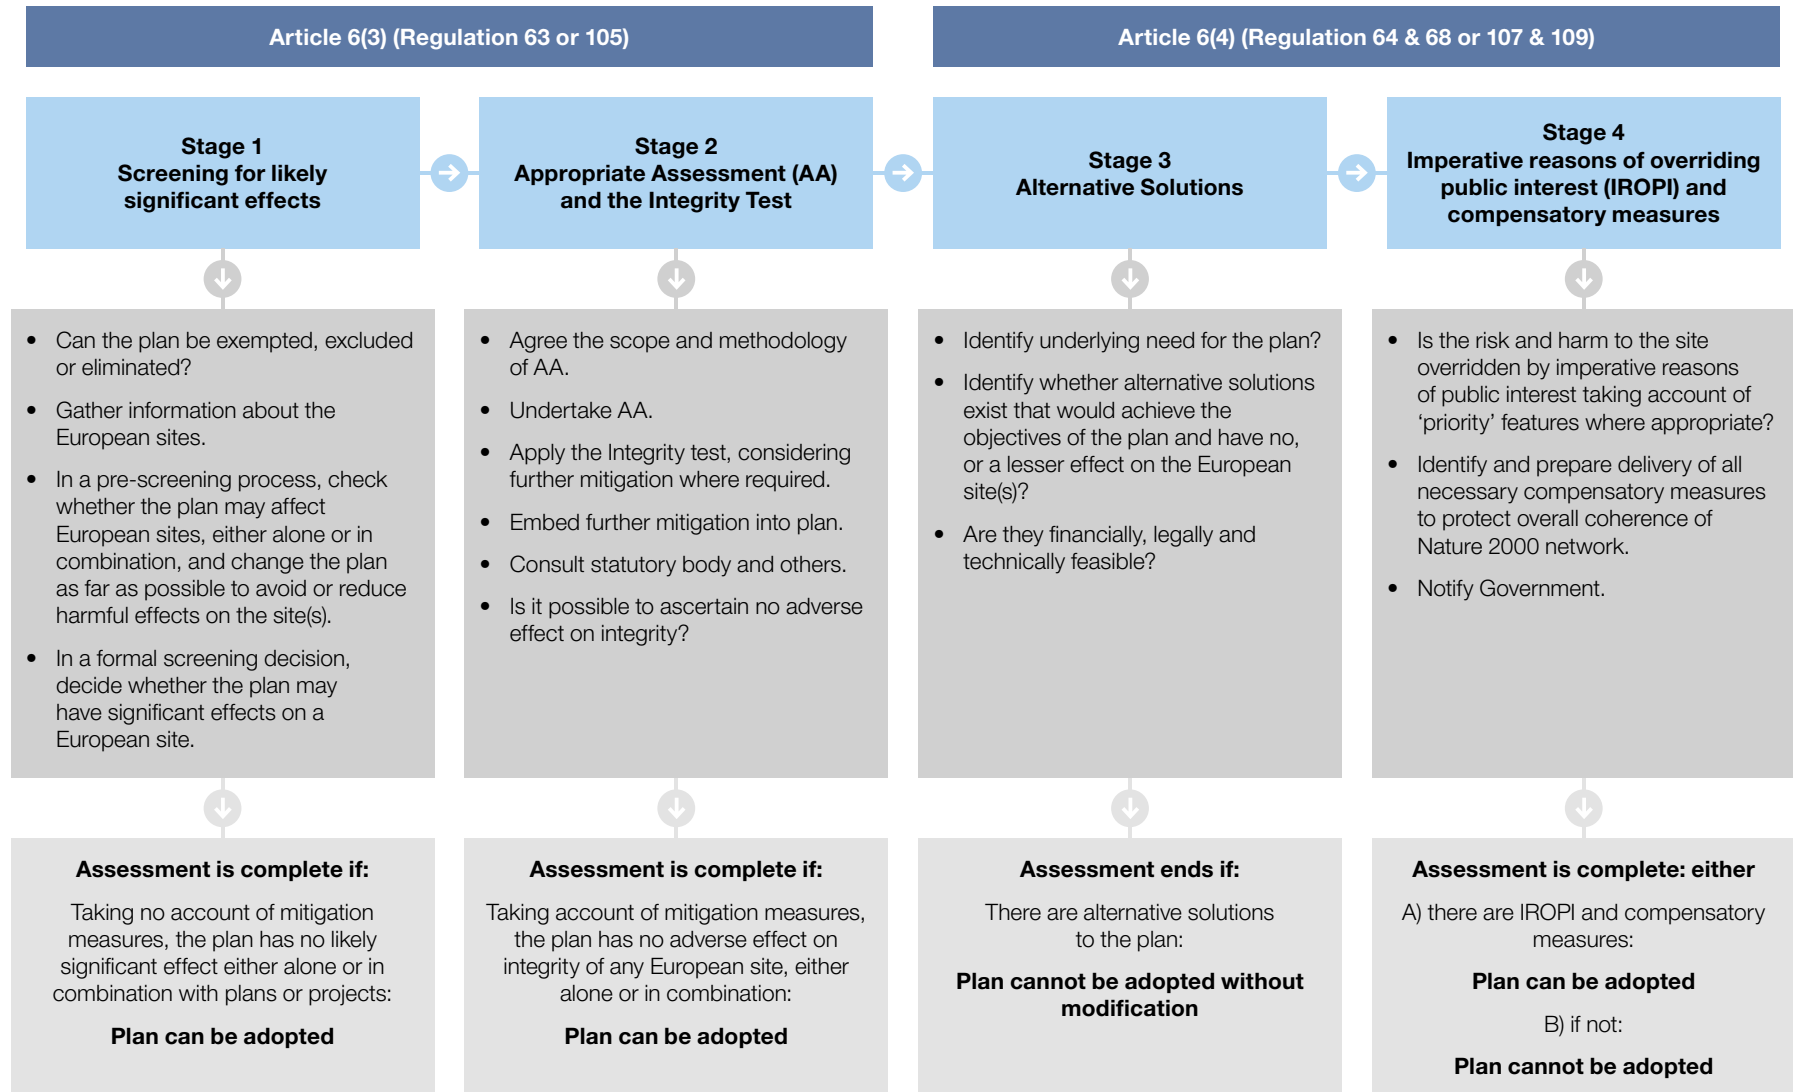 Article 6(3) (Regulation 63 or 105)
Article 6(4) (Regulation 64 & 68 or 107 & 109)
Stage 1
Screening for likely
significant effects
Stage 2
Appropriate Assessment (AA)
and the Integrity Test
Stage 3
Alternative Solutions
Stage 4
Imperative reasons of overriding
public interest (IROPI) and
compensatory measures
• Can the plan be exempted, excluded
or eliminated?
• Gather information about the
European sites.
• In a pre-screening process, check
whether the plan may affect
European sites, either alone or in
combination, and change the plan
as far as possible to avoid or reduce
harmful effects on the site(s).
• In a formal screening decision,
decide whether the plan may
have significant effects on a
European site.
• Agree the scope and methodology
of AA.
• Undertake AA.
• Apply the Integrity test, considering
further mitigation where required.
• Embed further mitigation into plan.
• Consult statutory body and others.
• Is it possible to ascertain no adverse
effect on integrity?
• Identify underlying need for the plan?
• Identify whether alternative solutions
exist that would achieve the
objectives of the plan and have no,
or a lesser effect on the European
site(s)?
• Are they financially, legally and
technically feasible?
• Is the risk and harm to the site
overridden by imperative reasons
of public interest taking account of
‘priority’ features where appropriate?
• Identify and prepare delivery of all
necessary compensatory measures
to protect overall coherence of
Nature 2000 network.
• Notify Government.
Assessment is complete if:
Taking no account of mitigation
measures, the plan has no likely
significant effect either alone or in
combination with plans or projects:
Plan can be adopted
Assessment is complete if:
Taking account of mitigation measures,
the plan has no adverse effect on
integrity of any European site, either
alone or in combination:
Plan can be adopted
Assessment ends if:
There are alternative solutions
to the plan:
Plan cannot be adopted without
modification
Assessment is complete: either
A) there are IROPI and compensatory
measures:
Plan can be adopted
B) if not:
Plan cannot be adopted